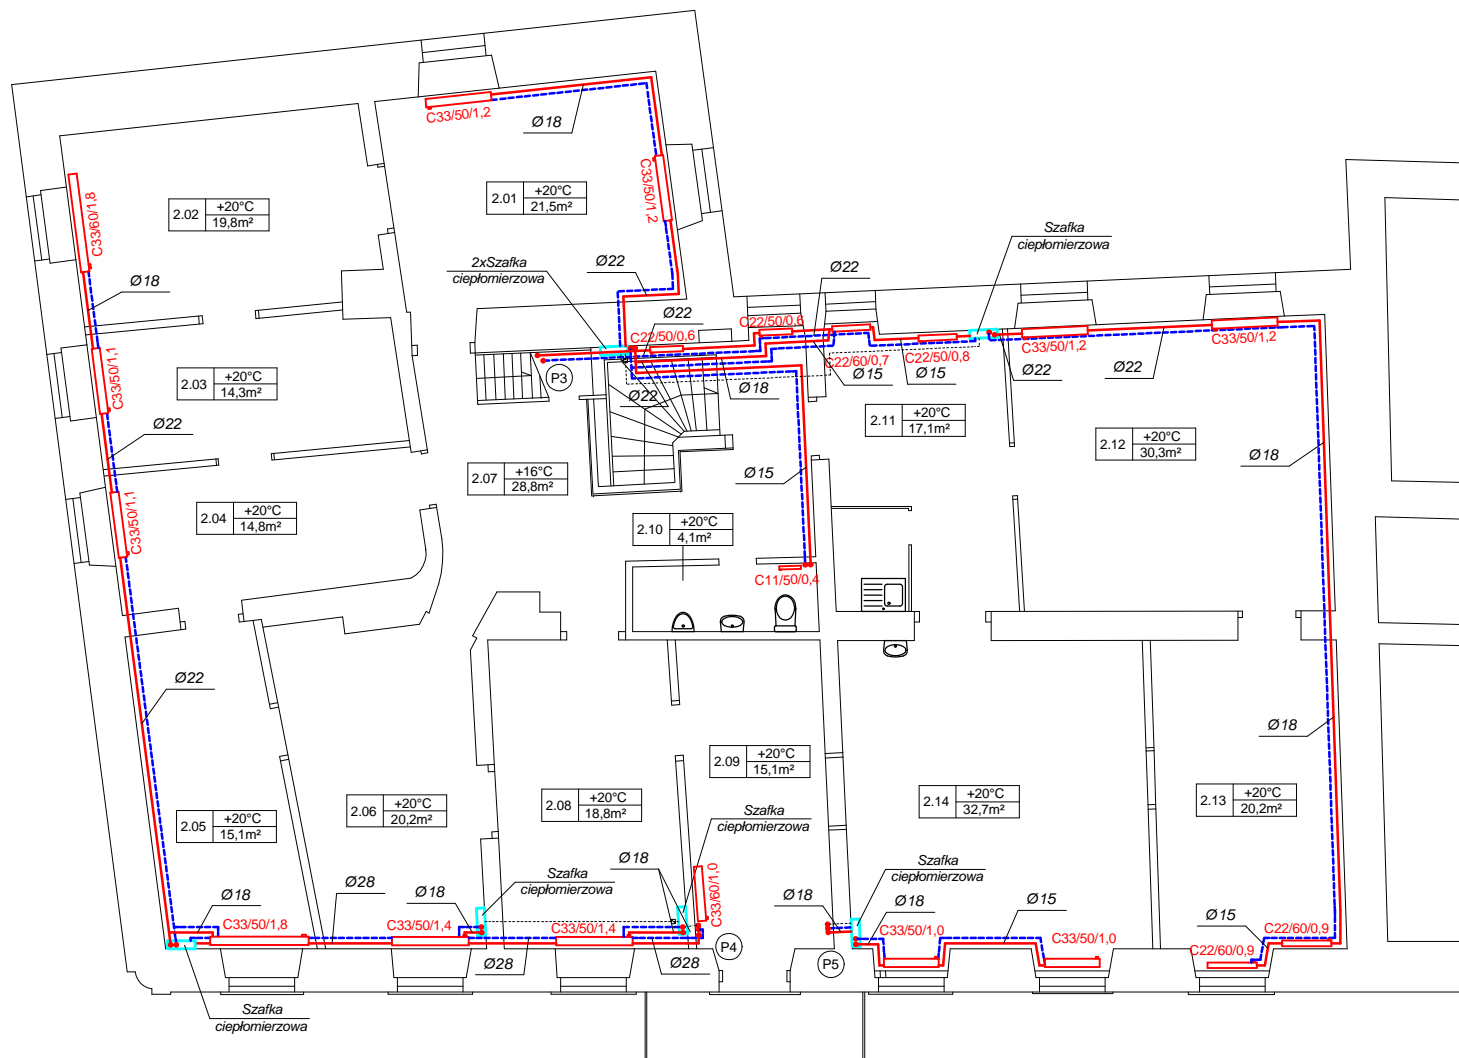 C33/50/1,2
Ø18
2.01
+20°C
21,5m²
C33/50/1,2
2.02
+20°C
19,8m²
C33/60/1,8
Ø18
2xSzafka
ciepłomierzowa
Ø22
Ø22
Ø22
Szafka
ciepłomierzowa
C22/50/0,6
C22/50/0,6
C22/60/0,7
C22/50/0,8
C33/50/1,2
C33/50/1,2
P3
Ø22
Ø18
Ø15
Ø15
Ø22
Ø22
2.03
+20°C
14,3m²
C33/50/1,1
Ø22
2.11
+20°C
17,1m²
2.12
+20°C
30,3m²
Ø18
2.07
+16°C
28,8m²
Ø15
2.04
+20°C
14,8m²
C33/50/1,1
2.10
+20°C
4,1m²
C11/50/0,4
Ø22
Ø18
2.09
+20°C
15,1m²
2.05
+20°C
15,1m²
2.06
+20°C
20,2m²
2.08
+20°C
18,8m²
2.14
+20°C
32,7m²
2.13
+20°C
20,2m²
Szafka
ciepłomierzowa
Ø18
Szafka
ciepłomierzowa
Szafka
ciepłomierzowa
C33/60/1,0
Ø18
Ø28
Ø18
Ø18
Ø18
Ø15
Ø15
C33/50/1,8
C33/50/1,4
C33/50/1,4
C33/50/1,0
C33/50/1,0
C22/60/0,9
C22/60/0,9
Ø28
Ø28
P4
P5
Szafka
ciepłomierzowa